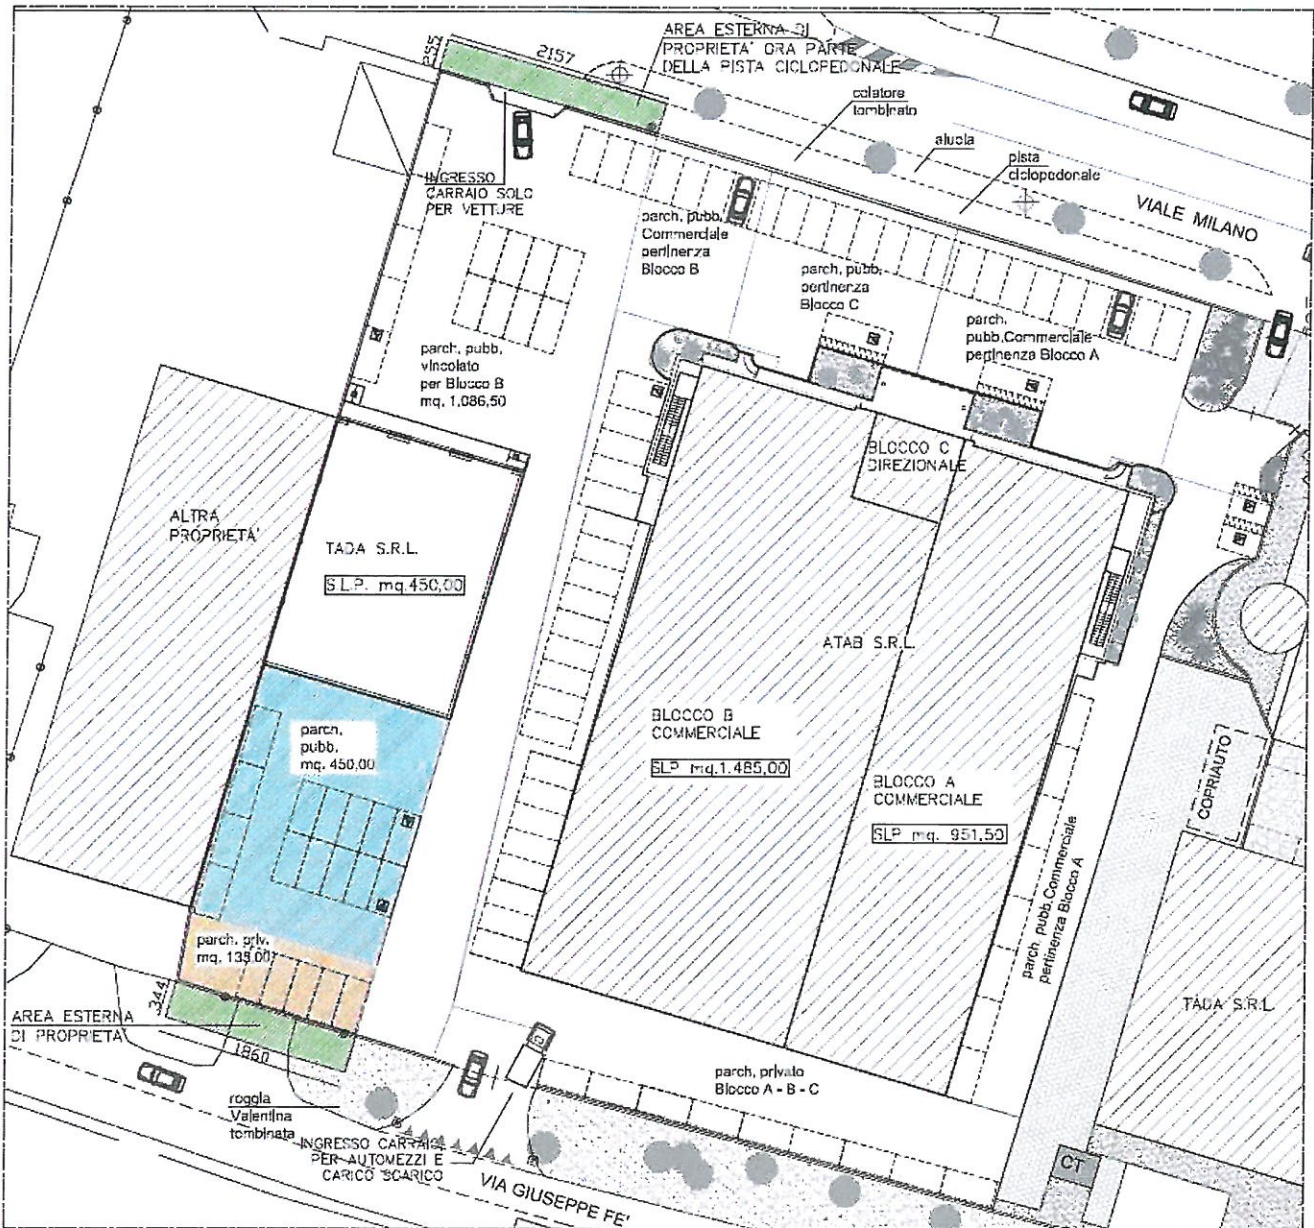 AREA ESTERNA DI
PROPRIETA' ORA PARTE
DELLA PISTA CICLOPEDONALE
255
2157
colatore
tombinato
aiuola
pista
ciclopedonale
VIALE MILANO
INGRESSO
CARRAIO SOLO
PER VETTURE
parch. pubb.
Commerciale
pertinenza
Blocco B
parch. pubb.
pertinenza
Blocco C
parch.
pubb.Commerciale
pertinenza Blocco A
parch. pubb.
vincolato
per Blocco B
mq. 1.086,50
BLOCCO C
DIREZIONALE
ALTRA
PROPRIETA'
TADA S.R.L.
S.L.P. mq.450,00
ATAB S.R.L.
parch.
pubb.
mq. 450,00
BLOCCO B
COMMERCIALE
SLP mq.1.485,00
BLOCCO A
COMMERCIALE
SLP mq. 951,50
COPRIAUTO
parch. pubb.Commerciale
pertinenza Blocco A
parch. priv.
mq. 135,00
344
AREA ESTERNA
DI PROPRIETA'
1860
TADA S.R.L.
parch. privato
Blocco A - B - C
roggia
Valentina
tombinata
INGRESSO CARRAIO
PER AUTOMEZZI E
CARICO SCARICO
VIA GIUSEPPE FE'
CT